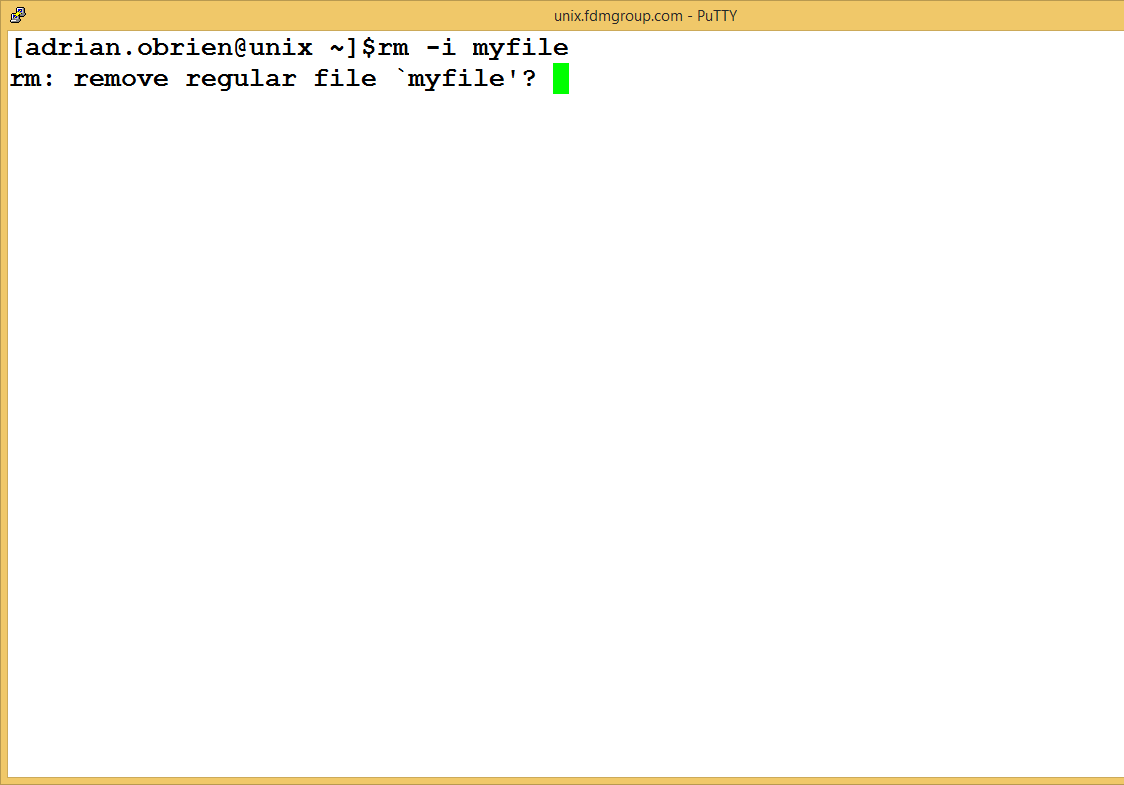 unix.fdmgroup.com - PuTTY
[adrian.obrien@unix ~]$rm -i myfile
rm: remove regular file `myfile'?